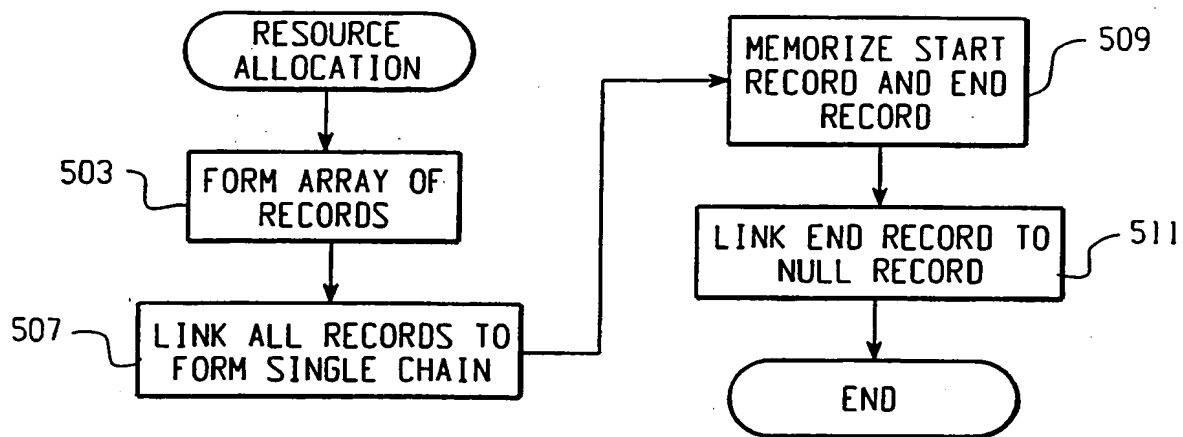 RESOURCE
ALLOCATION
503
FORM ARRAY OF
RECORDS
507
LINK ALL RECORDS TO
FORM SINGLE CHAIN
MEMORIZE START
RECORD AND END
RECORD
509
LINK END RECORD TO
NULL RECORD
511
END